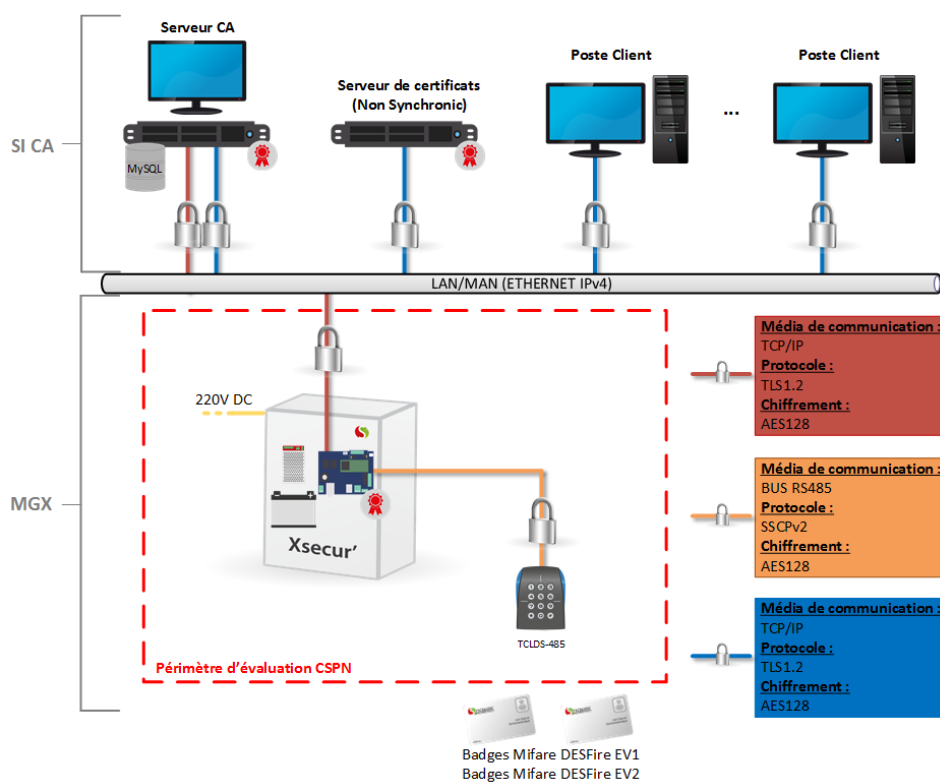 Serveur CA
Serveur de certificats
(Non Synchronic)
Poste Client
...
Poste Client
SI CA
MySQL
LAN/MAN (ETHERNET IPv4)
220V DC
MGX
Xsecur'
TCLDS-485
Périmètre d'évaluation CSPN
Média de communication :
TCP/IP
Protocole :
TLS1.2
Chiffrement :
AES128
Média de communication :
BUS RS485
Protocole :
SSCPv2
Chiffrement :
AES128
Média de communication :
TCP/IP
Protocole :
TLS1.2
Chiffrement :
AES128
Badges Mifare DESFire EV1
Badges Mifare DESFire EV2